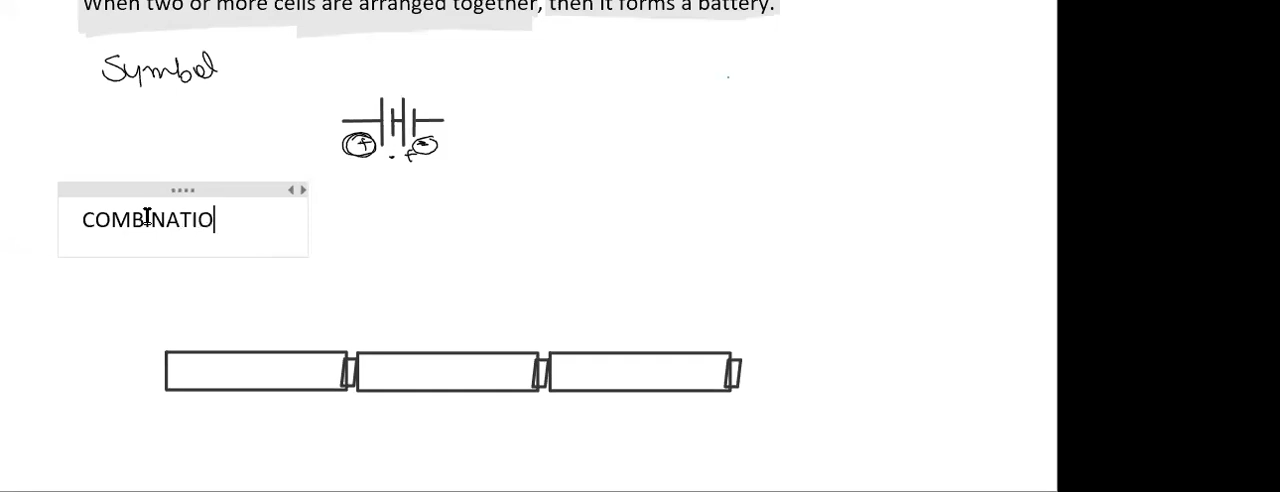 When two or more cells are arranged together, then it forms a battery.
Symbol
+ -
COMBINATIO